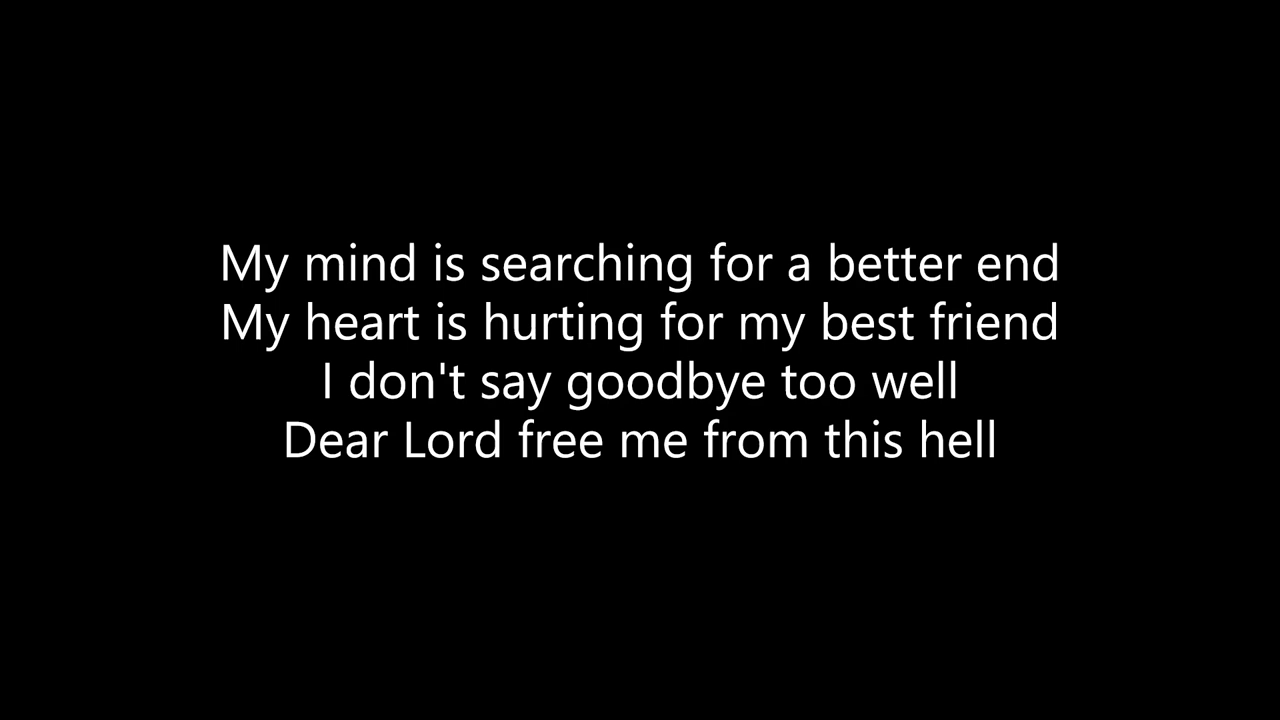 My mind is searching for a better end
My heart is hurting for my best friend
I don't say goodbye too well
Dear Lord free me from this hell